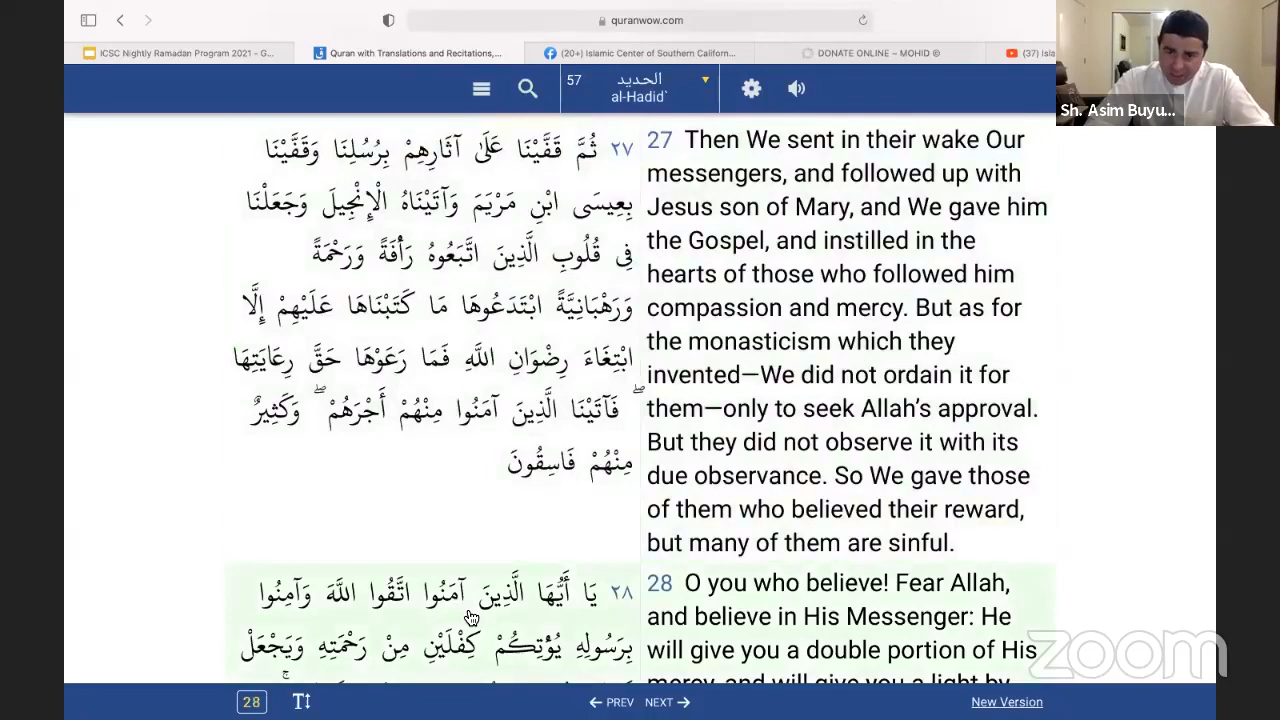 quranwow.com
ICSC Nightly Ramadan Program 2021 - G...
Quran with Translations and Recitations,...
(20+) Islamic Center of Southern Californ...
DONATE ONLINE – MOHID ®
(37) Isla
57
الحديد
al-Hadid`
Sh. Asim Buyu...
٢٧ ثُمَّ قَفَّيْنَا عَلَىٰ آثَارِهِمْ بِرُسُلِنَا وَقَفَّيْنَا
بِعِيسَى ابْنِ مَرْيَمَ وَآتَيْنَاهُ الْإِنْجِيلَ وَجَعَلْنَا
فِي قُلُوبِ الَّذِينَ اتَّبَعُوهُ رَأْفَةً وَرَحْمَةً
وَرَهْبَانِيَّةً ابْتَدَعُوهَا مَا كَتَبْنَاهَا عَلَيْهِمْ إِلَّا
ابْتِغَاءَ رِضْوَانِ اللَّهِ فَمَا رَعَوْهَا حَقَّ رِعَايَتِهَا
ۖ فَآتَيْنَا الَّذِينَ آمَنُوا مِنْهُمْ أَجْرَهُمْ ۖ وَكَثِيرٌ
مِنْهُمْ فَاسِقُونَ
27 Then We sent in their wake Our
messengers, and followed up with
Jesus son of Mary, and We gave him
the Gospel, and instilled in the
hearts of those who followed him
compassion and mercy. But as for
the monasticism which they
invented—We did not ordain it for
them—only to seek Allah’s approval.
But they did not observe it with its
due observance. So We gave those
of them who believed their reward,
but many of them are sinful.
٢٨ يَا أَيُّهَا الَّذِينَ آمَنُوا اتَّقُوا اللَّهَ وَآمِنُوا
بِرَسُولِهِ يُؤْتِكُمْ كِفْلَيْنِ مِنْ رَحْمَتِهِ وَيَجْعَلْ
28 O you who believe! Fear Allah,
and believe in His Messenger: He
will give you a double portion of His
mercy, and will give you a light by
zoom
28
PREV NEXT
New Version